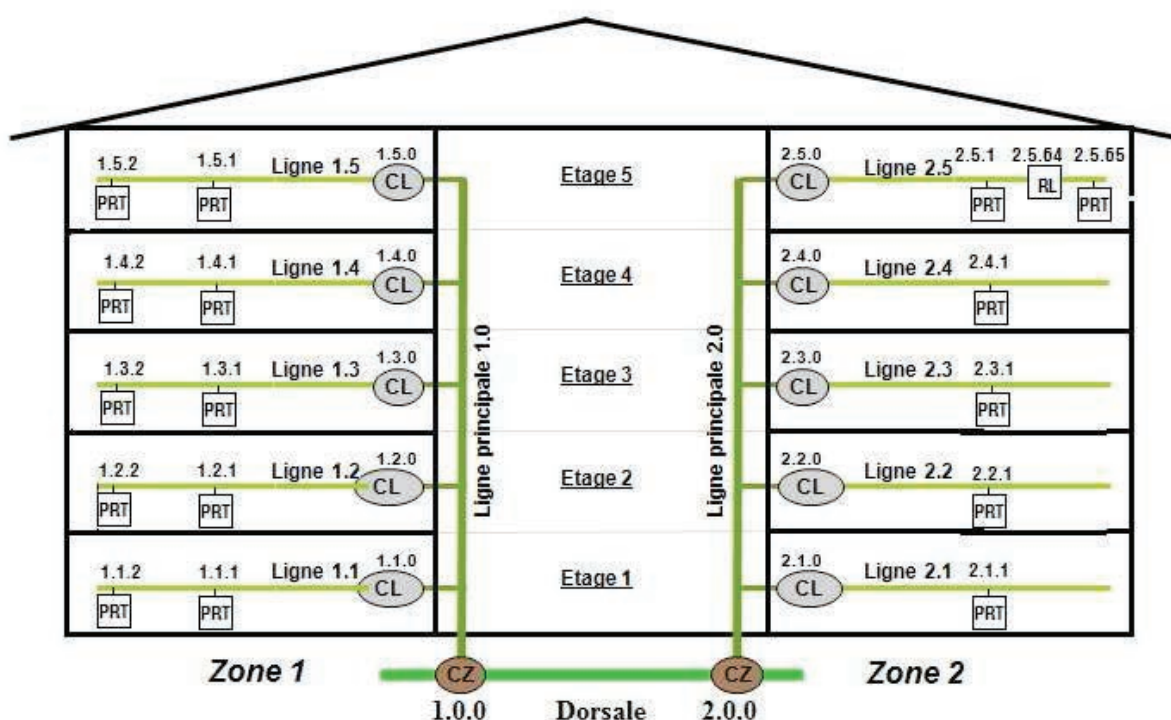 1.5.2 1.5.1 Ligne 1.5 1.5.0
CL
PRT PRT
Etage 5
2.5.0 Ligne 2.5 2.5.1 2.5.64 2.5.65
CL RL
PRT PRT
1.4.2 1.4.1 Ligne 1.4 1.4.0
CL
PRT PRT
Etage 4
2.4.0 Ligne 2.4 2.4.1
CL
PRT
1.3.2 1.3.1 Ligne 1.3 1.3.0
CL
PRT PRT
Ligne principale 1.0
Etage 3
Ligne principale 2.0
2.3.0 Ligne 2.3 2.3.1
CL
PRT
1.2.2 1.2.1 Ligne 1.2 1.2.0
CL
PRT PRT
Etage 2
2.2.0 Ligne 2.2 2.2.1
CL
PRT
1.1.2 1.1.1 Ligne 1.1 1.1.0
CL
PRT PRT
Etage 1
2.1.0 Ligne 2.1 2.1.1
CL
PRT
Zone 1 CZ CZ Zone 2
1.0.0 Dorsale 2.0.0